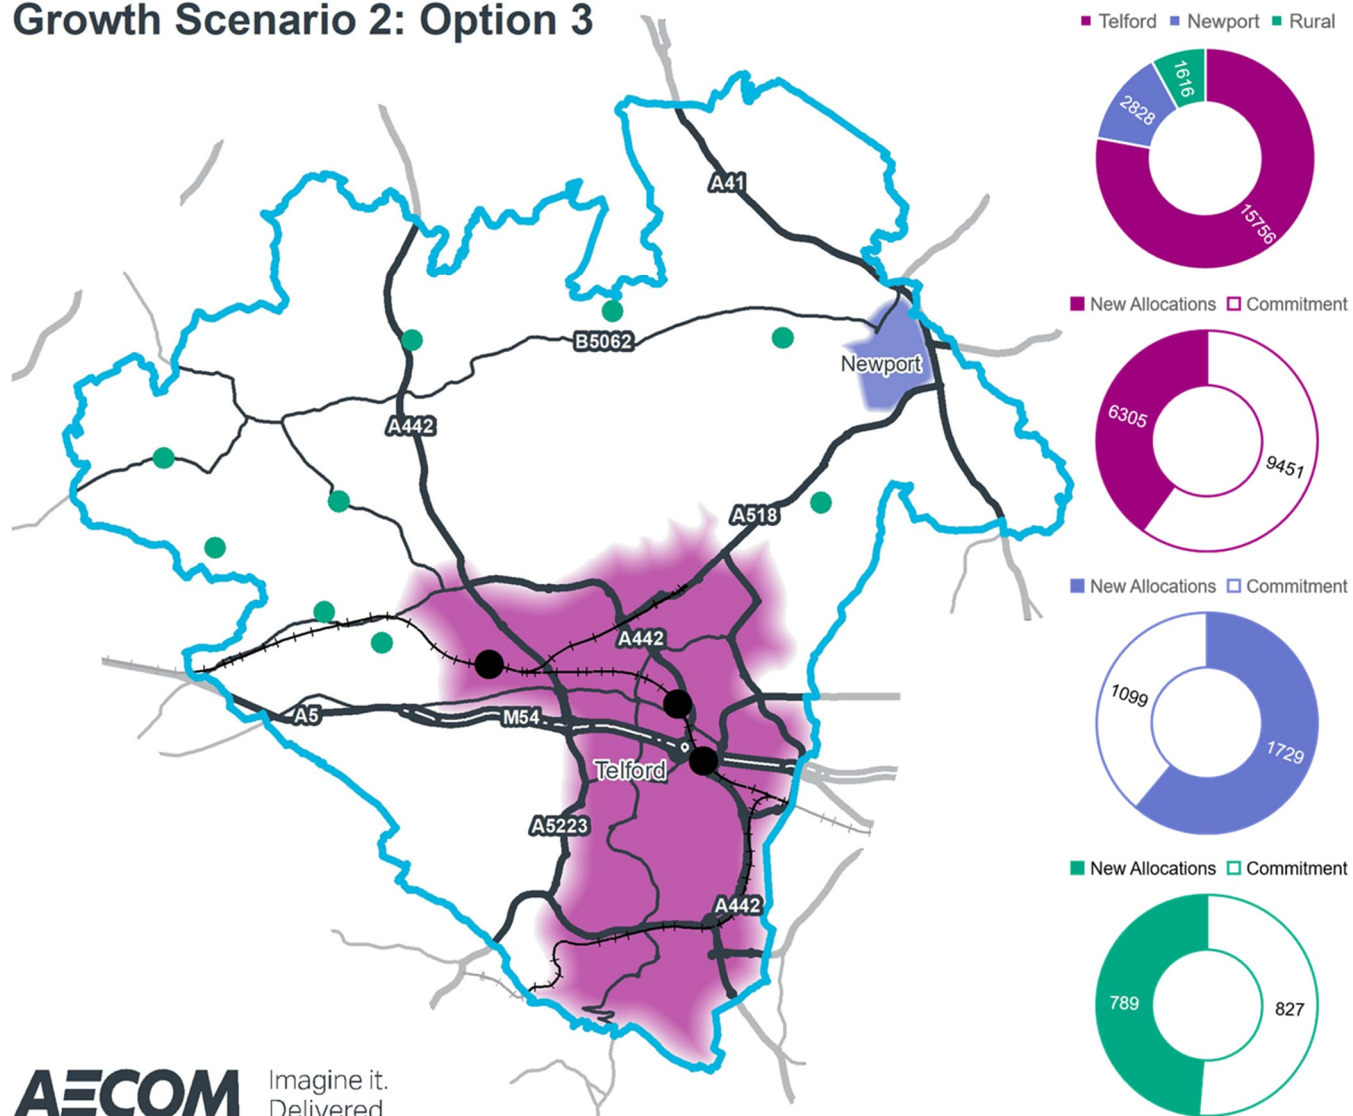 Growth Scenario 2: Option 3
Telford Newport Rural
1616
2828
15756
A41
New Allocations Commitment
B5062
Newport
6305
9451
A442
A518
New Allocations Commitment
A442
1099
1729
A5
M54
Telford
A5223
New Allocations Commitment
A442
789
827
AECOM
Imagine it.
Delivered